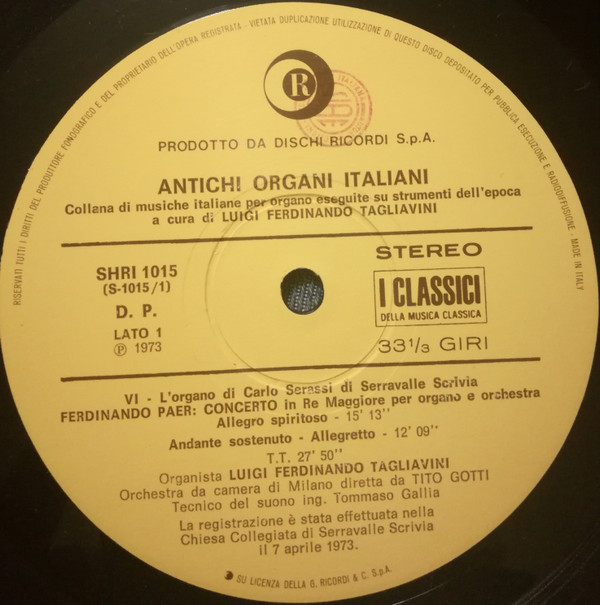 RISERVATI TUTTI I DIRITTI DEL PRODUTTORE FONOGRAFICO E DEL PROPRIETARIO DELL'OPERA REGISTRATA - VIETATA DUPLICAZIONE UTILIZZAZIONE DI QUESTO DISCO DEPOSITATO PER PUBBLICA ESECUZIONE E RADIODIFFUSIONE - MADE IN ITALY
R
PRODOTTO DA DISCHI RICORDI S.p.A.
ANTICHI ORGANI ITALIANI
Collana di musiche italiane per organo eseguite su strumenti dell'epoca
a cura di LUIGI FERDINANDO TAGLIAVINI
SHRI 1015
(S-1015/1)
D. P.
LATO 1
℗ 1973
STEREO
I CLASSICI
DELLA MUSICA CLASSICA
33 1/3 GIRI
VI - L'organo di Carlo Serassi di Serravalle Scrivia
FERDINANDO PAER: CONCERTO in Re Maggiore per organo e orchestra
Allegro spiritoso - 15' 13''
Andante sostenuto - Allegretto - 12' 09''
T.T. 27' 50''
Organista LUIGI FERDINANDO TAGLIAVINI
Orchestra da camera di Milano diretta da TITO GOTTI
Tecnico del suono ing. Tommaso Gallia
La registrazione è stata effettuata nella
Chiesa Collegiata di Serravalle Scrivia
il 7 aprile 1973.
SU LICENZA DELLA G. RICORDI & C. S.p.A.